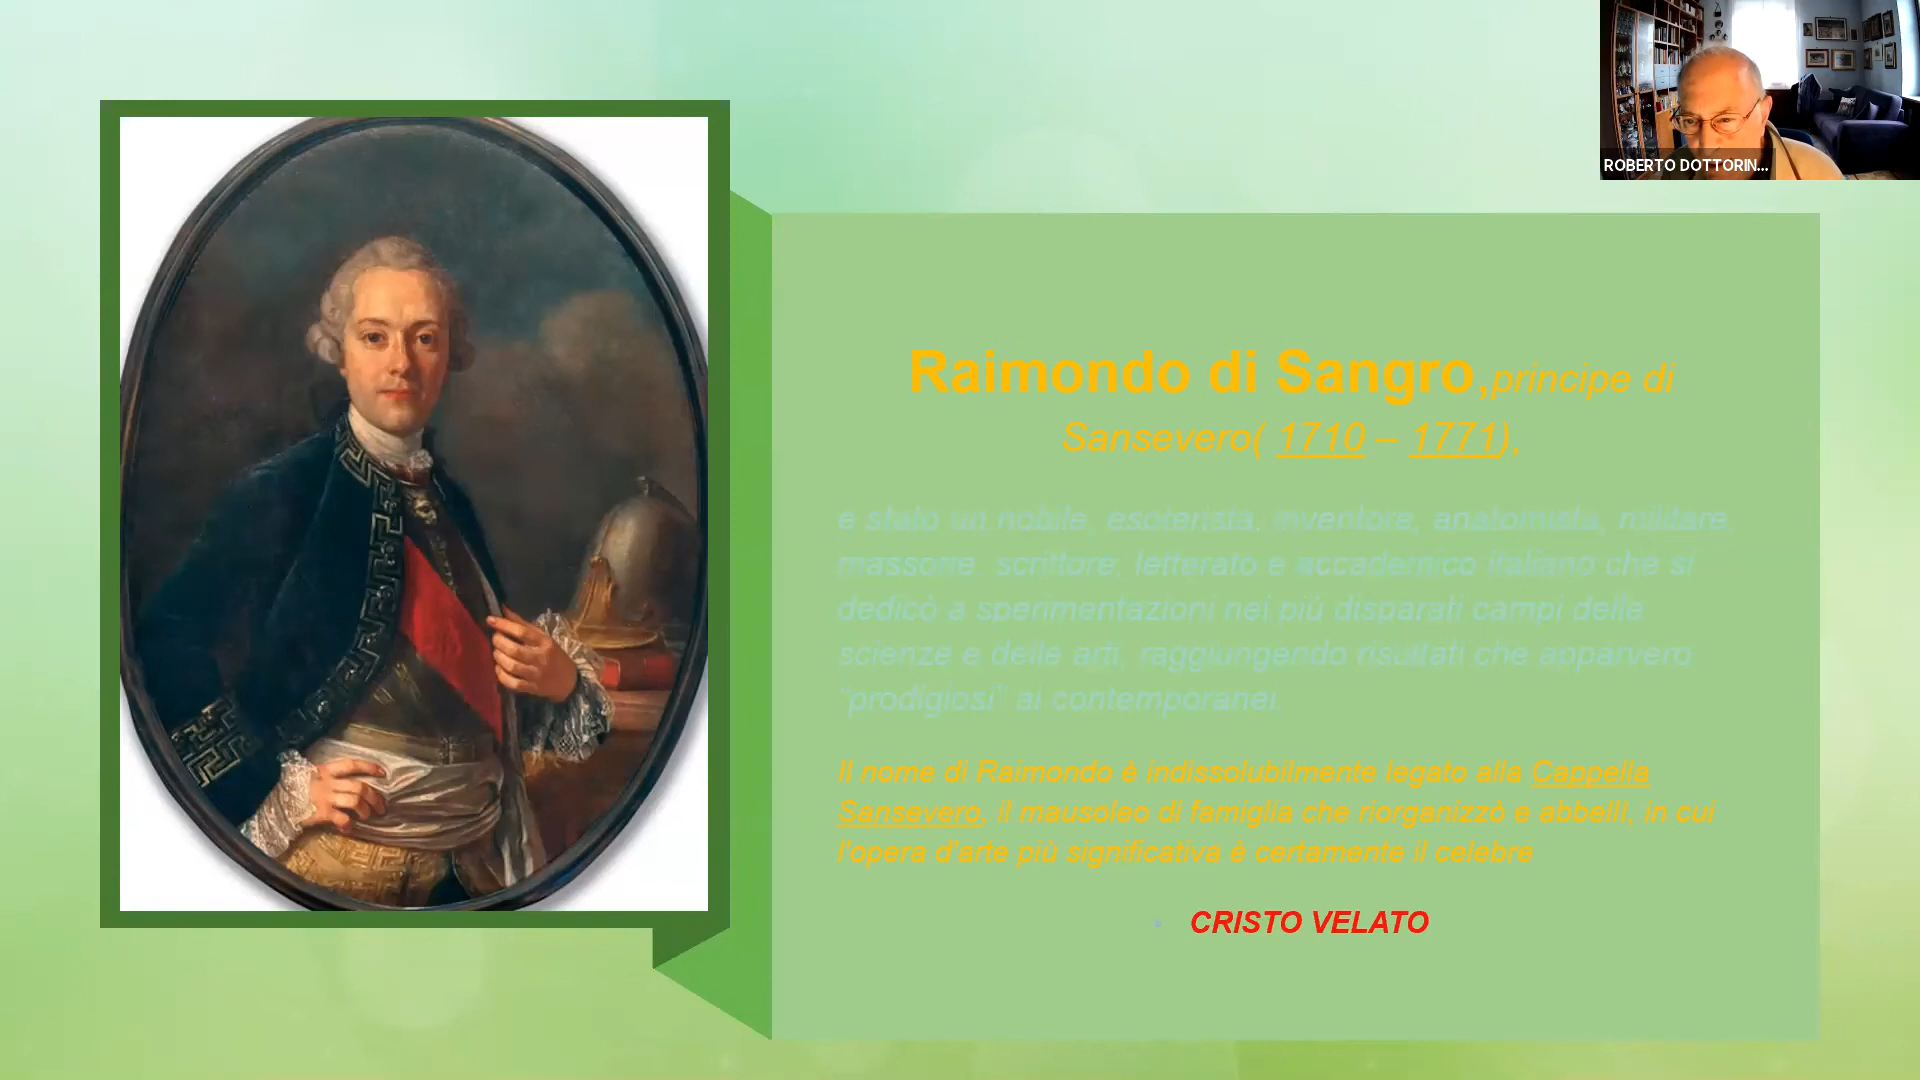 ROBERTO DOTTORIN...
Raimondo di Sangro,principe di
Sansevero( 1710 – 1771),
è stato un nobile, esoterista, inventore, anatomista, militare,
massone, scrittore, letterato e accademico italiano che si
dedicò a sperimentazioni nei più disparati campi delle
scienze e delle arti, raggiungendo risultati che apparvero
"prodigiosi" ai contemporanei.
Il nome di Raimondo è indissolubilmente legato alla Cappella
Sansevero, il mausoleo di famiglia che riorganizzò e abbellì, in cui
l'opera d'arte più significativa è certamente il celebre
• CRISTO VELATO